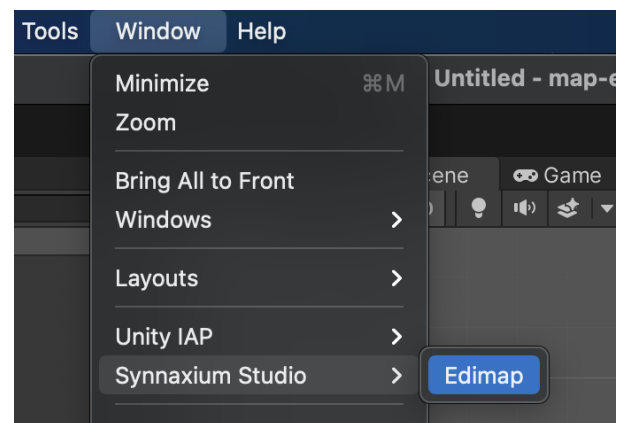 Tools Window Help
Minimize ⌘M
Untitled - map-e
Zoom
Bring All to Front
ene Game
Windows
Layouts
Unity IAP
Synnaxium Studio
Edimap